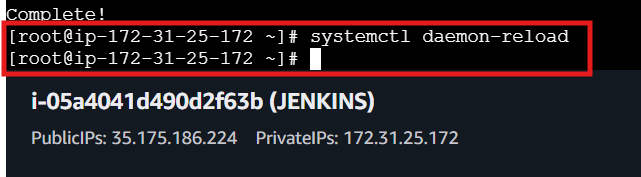 Complete!
[root@ip-172-31-25-172 ~]# systemctl daemon-reload
[root@ip-172-31-25-172 ~]#
i-05a4041d490d2f63b (JENKINS)
PublicIPs: 35.175.186.224 PrivateIPs: 172.31.25.172